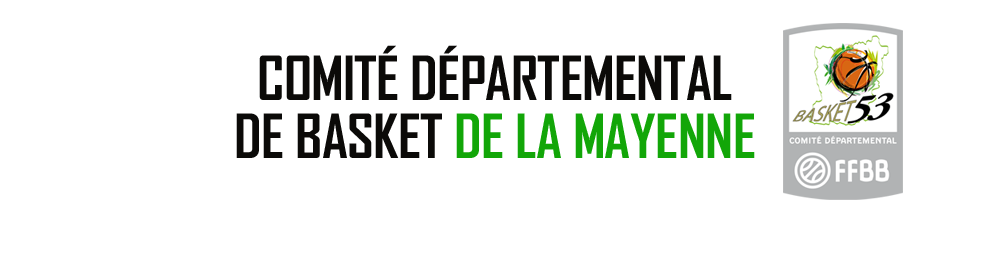 COMITÉ DÉPARTEMENTAL
DE BASKET DE LA MAYENNE
BASKET 53
COMITÉ DÉPARTEMENTAL
FFBB